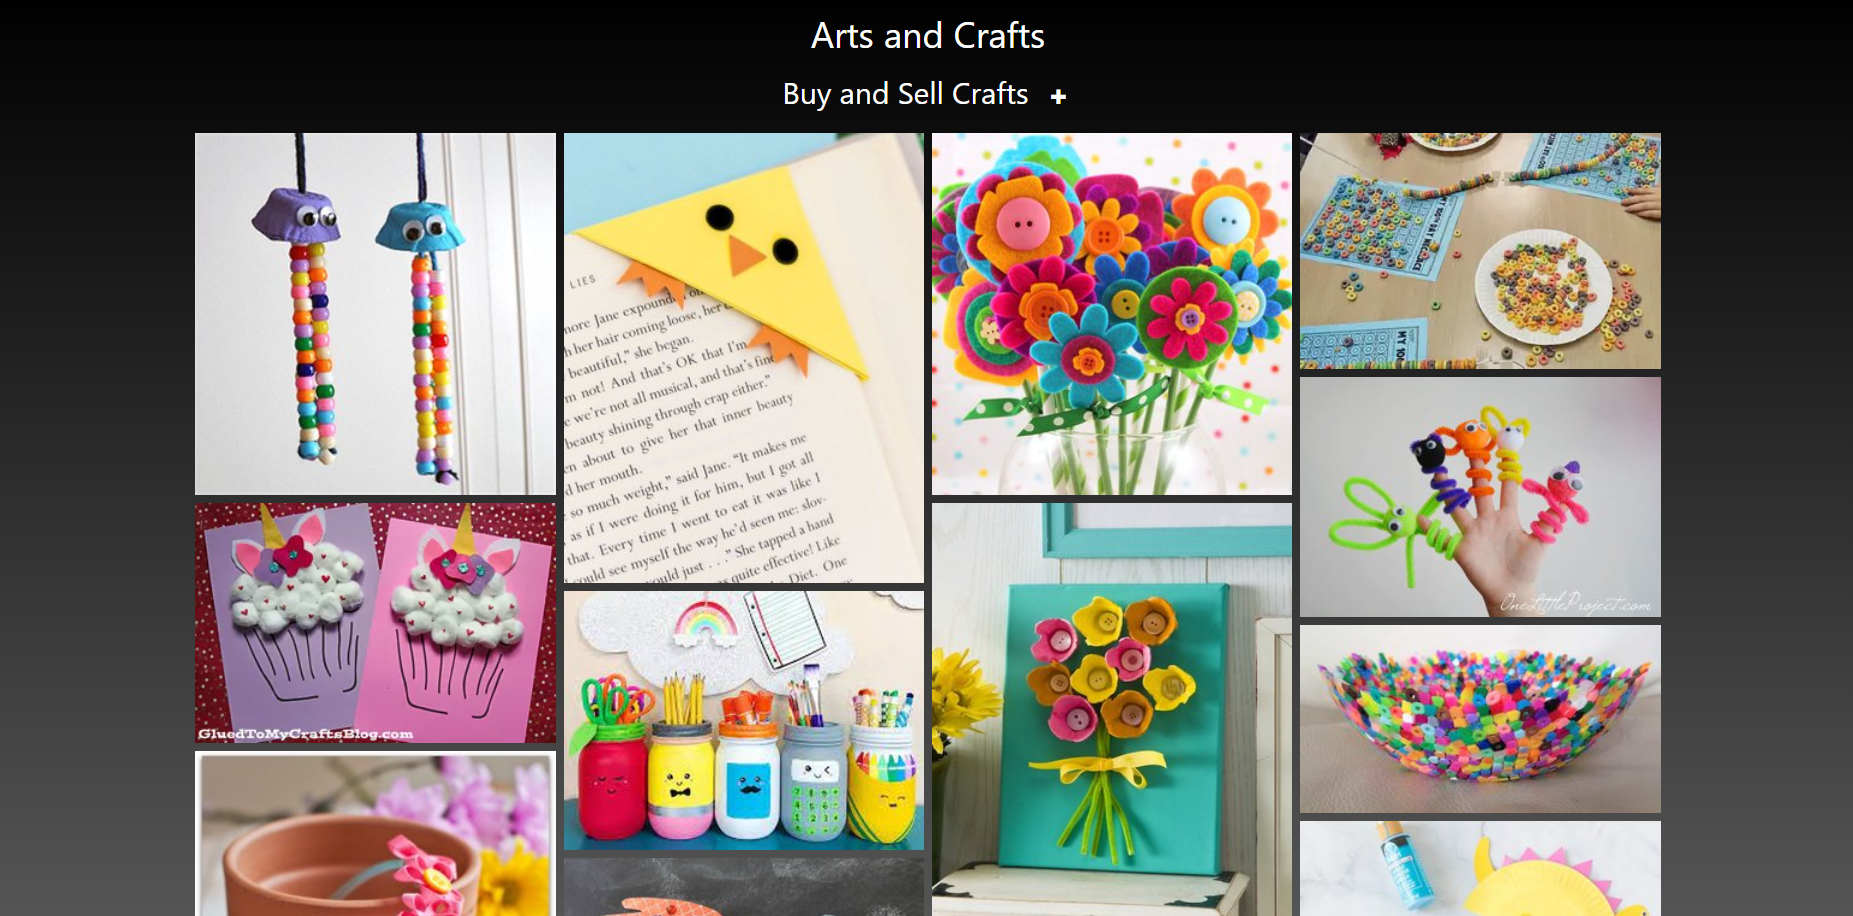 Arts and Crafts
Buy and Sell Crafts +
LIES
more Jane expounded
her hair coming loose, her
beautiful," she began.
not! And that's OK that I'm
we're not all musical, and that's fine
beauty shining through crap either."
about to give her that inner beauty
her mouth.
so much weight," said Jane. "It makes me
as if I were doing it for him, but I got all
that. Every time I went to eat it was like I
could see myself the way he'd seen me: slov-
would just . . ." She tapped a hand
quite effective! Like
Diet. One
OneLittleProject.com
GluedToMyCraftsBlog.com